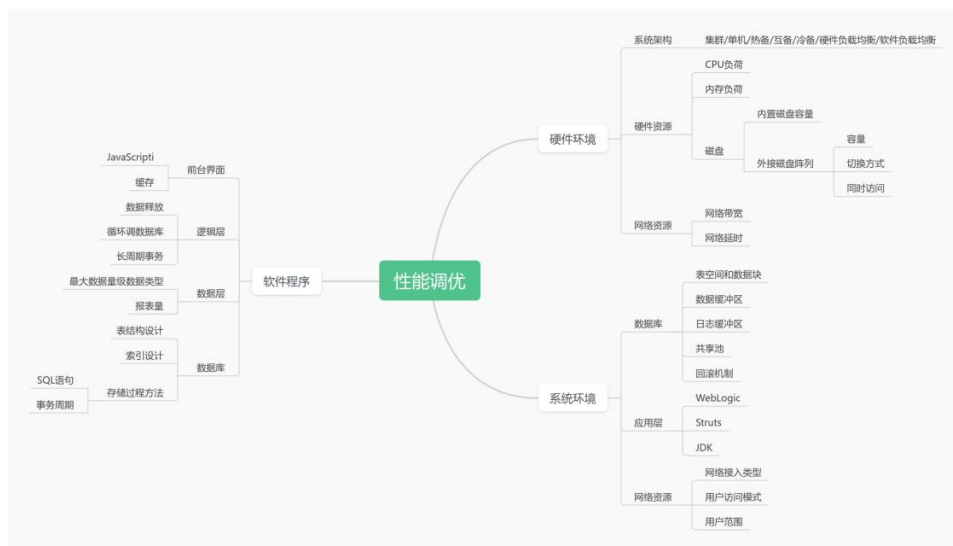 性能调优
硬件环境
系统架构
集群/单机/热备/互备/冷备/硬件负载均衡/软件负载均衡
硬件资源
CPU负荷
内存负荷
磁盘
内置磁盘容量
外接磁盘阵列
容量
切换方式
同时访问
网络资源
网络带宽
网络延时
系统环境
数据库
表空间和数据块
数据缓冲区
日志缓冲区
共享池
回滚机制
应用层
WebLogic
Struts
JDK
网络资源
网络接入类型
用户访问模式
用户范围
软件程序
前台界面
JavaScripti
缓存
逻辑层
数据释放
循环调数据库
长周期事务
数据层
最大数据量级数据类型
报表量
数据库
表结构设计
索引设计
存储过程方法
SQL语句
事务周期